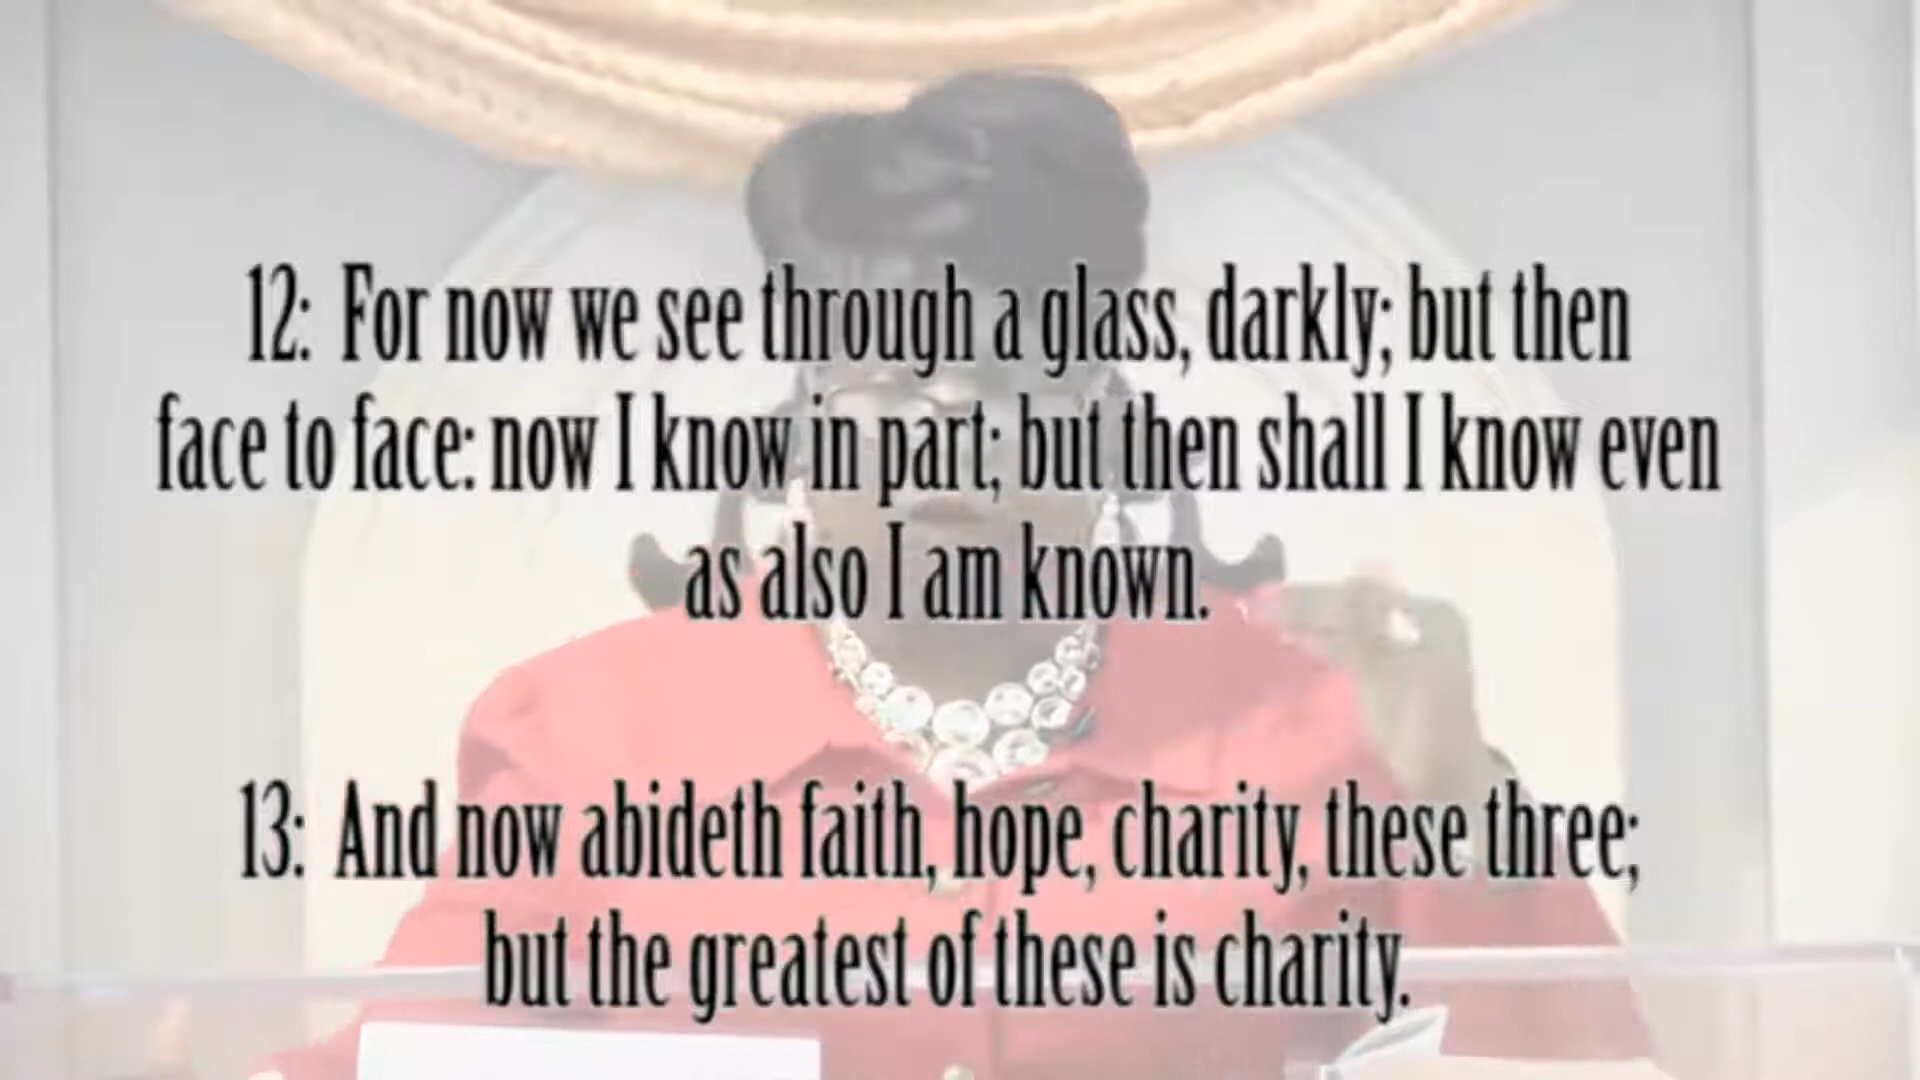 12: For now we see through a glass, darkly; but then
face to face: now I know in part; but then shall I know even
as also I am known.
13: And now abideth faith, hope, charity, these three;
but the greatest of these is charity.